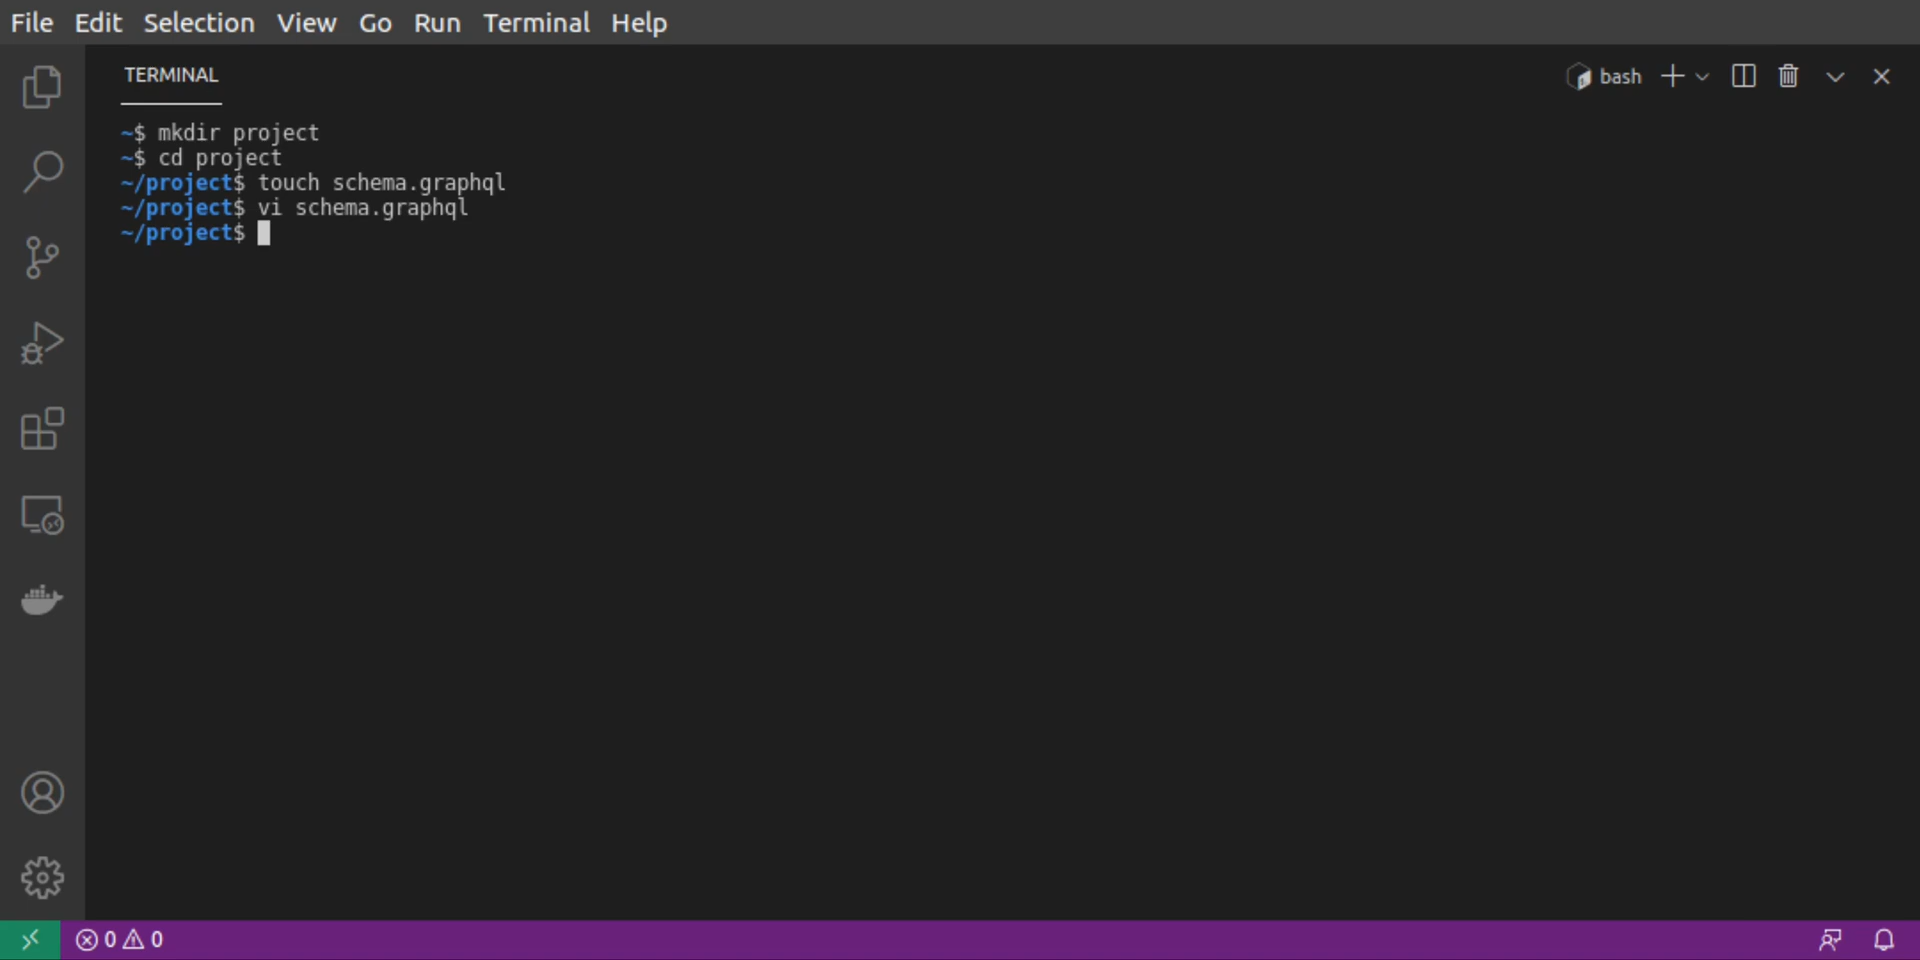 File Edit Selection View Go Run Terminal Help
TERMINAL
bash
~$ mkdir project
~$ cd project
~/project$ touch schema.graphql
~/project$ vi schema.graphql
~/project$
0 0